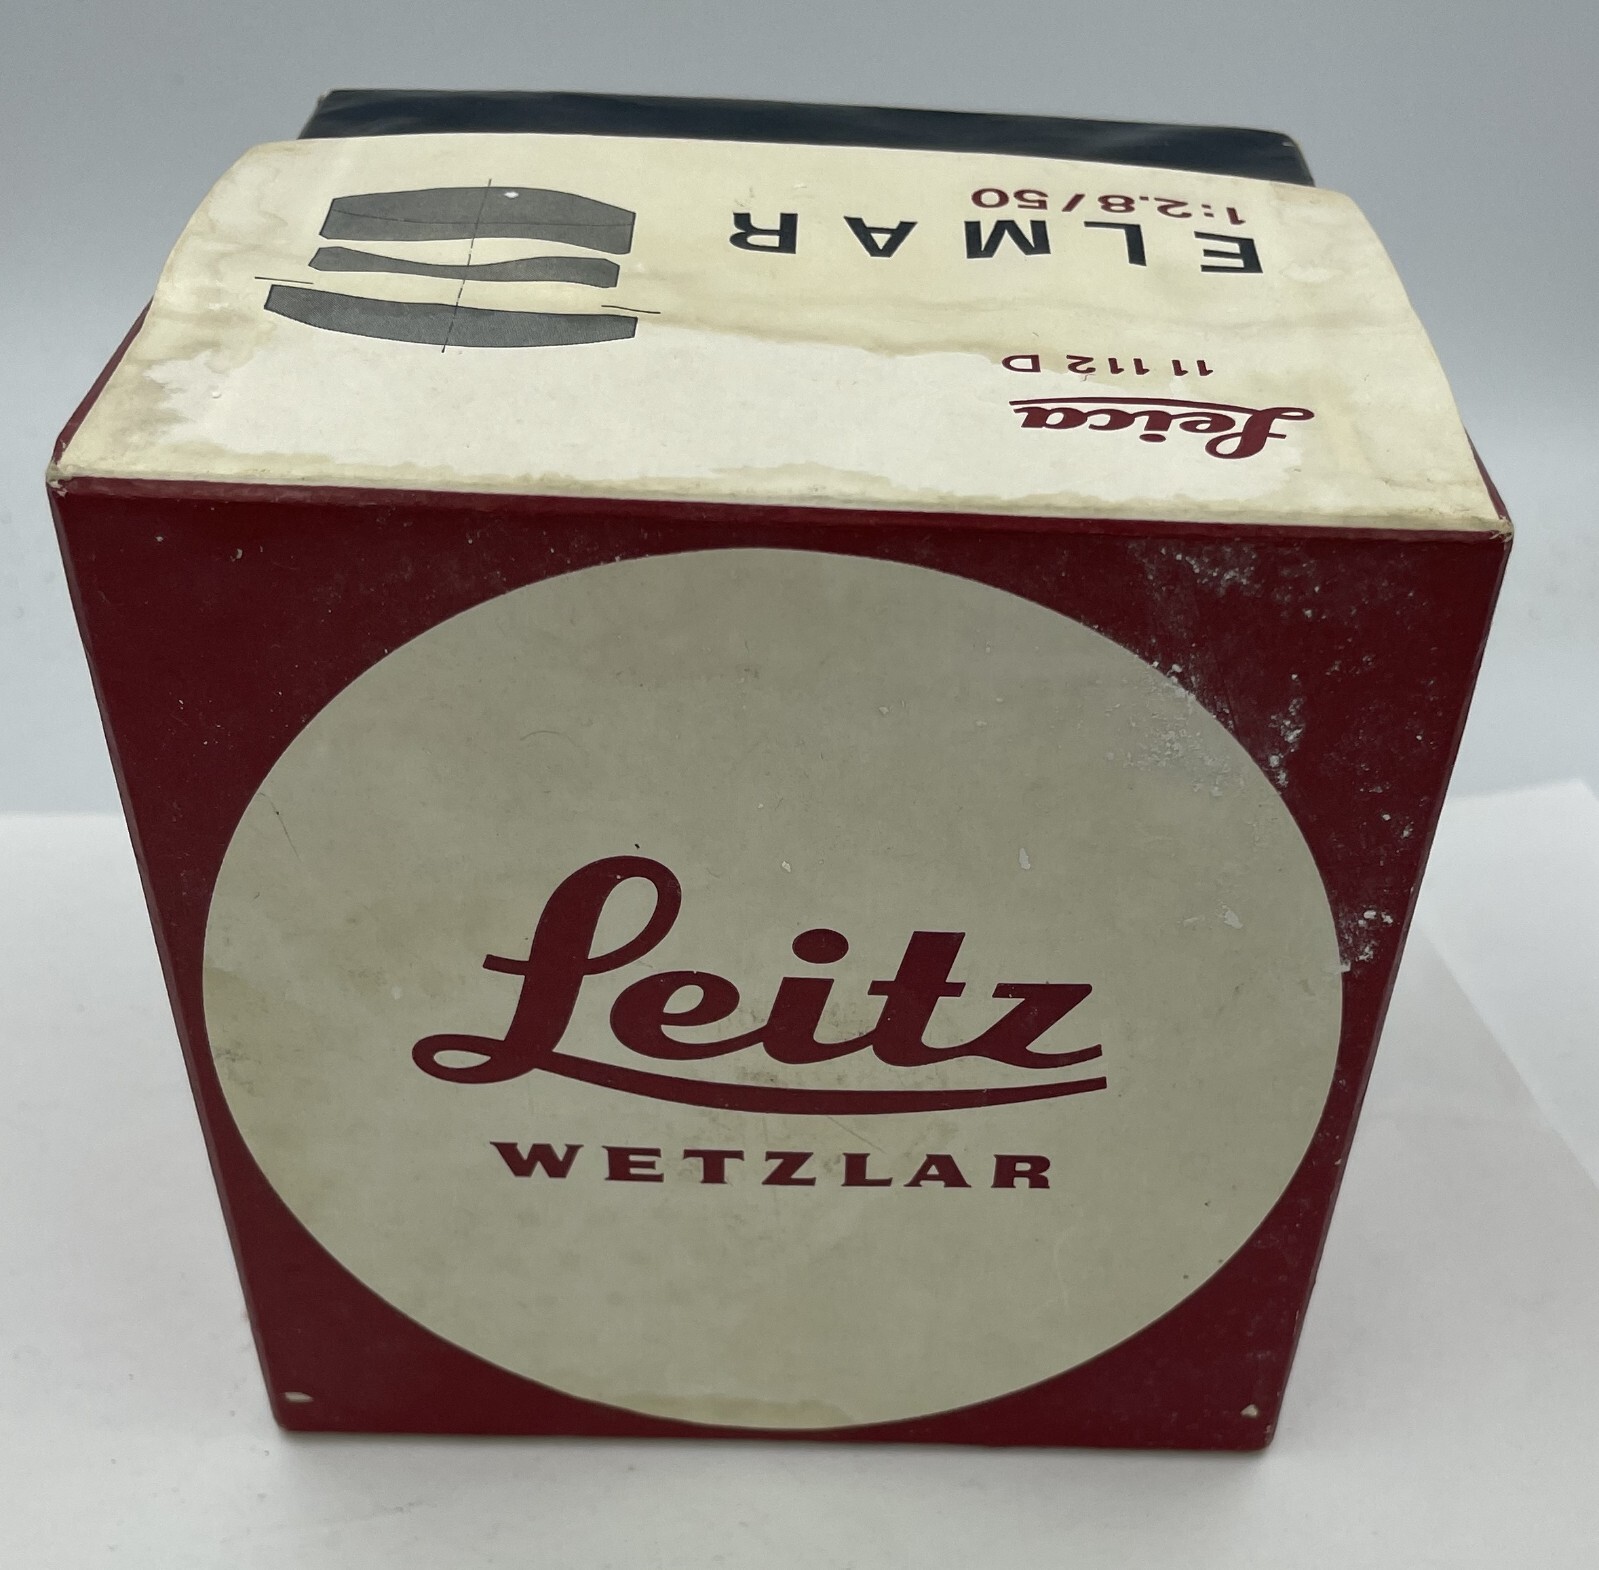 Leica
11 112 D
ELMAR
1:2.8/50
Leitz
WETZLAR